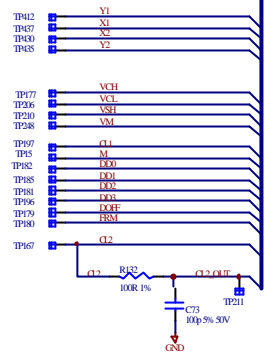 TP412 Y1
TP437 X1
TP430 X2
TP435 Y2
TP177 VCH
TP206 VCL
TP210 VSH
TP248 VM
TP197 CL1
TP15 M
TP182 DD0
TP185 DD1
TP181 DD2
TP196 DD3
TP179 DOFF
TP180 FRM
TP167 CL2
CL2 R132 CL2_OUT
100R 1% TP211
C73
100p 5% 50V
GND